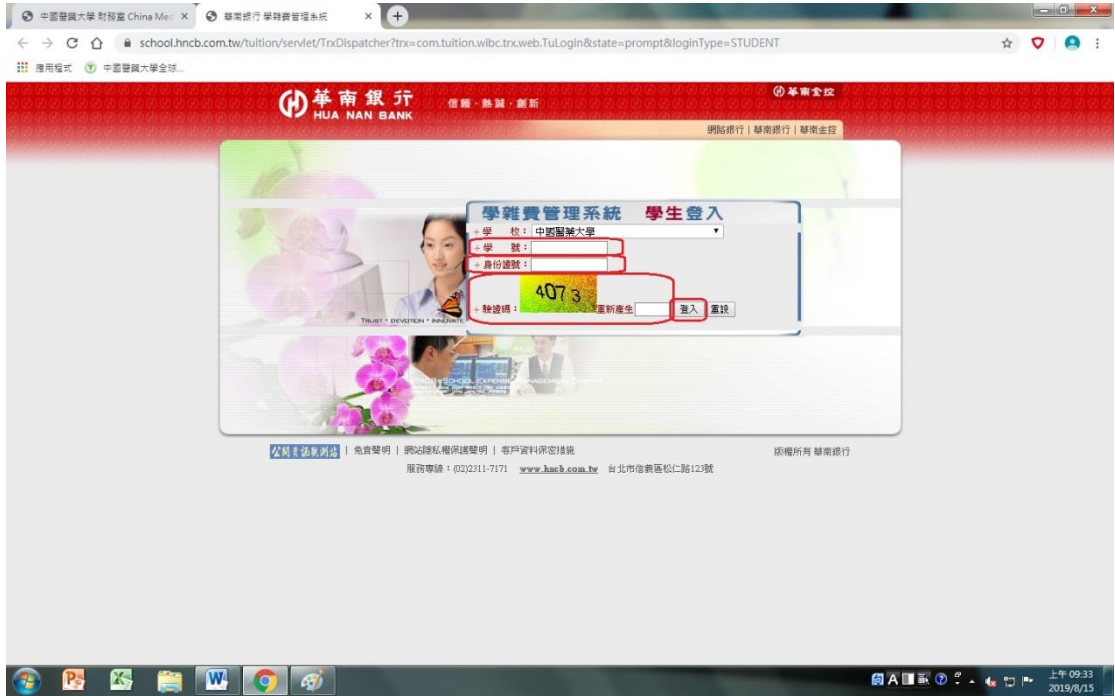 中國醫藥大學 財務室 China Med
華南銀行 學雜費管理系統
school.hncb.com.tw/tuition/servlet/TrxDispatcher?trx=com.tuition.wibc.trx.web.TuLogin&state=prompt&loginType=STUDENT
應用程式 中國醫藥大學全球...
華南銀行 HUA NAN BANK 信賴·熱誠·創新 華南金控
網路銀行 | 華南銀行 | 華南金控
學雜費管理系統 學生登入
+ 學 校： 中國醫藥大學
+ 學 號：
+ 身份證號：
+ 驗證碼： 4073 重新產生 登入 重設
TRUST * DEVOTION * INNOVATE
公開資訊觀測站 | 免責聲明 | 網站隱私權保護聲明 | 客戶資料保密措施 版權所有 華南銀行
服務專線：(02)2311-7171 www.hncb.com.tw 台北市信義區松仁路123號
上午 09:33
2019/8/15